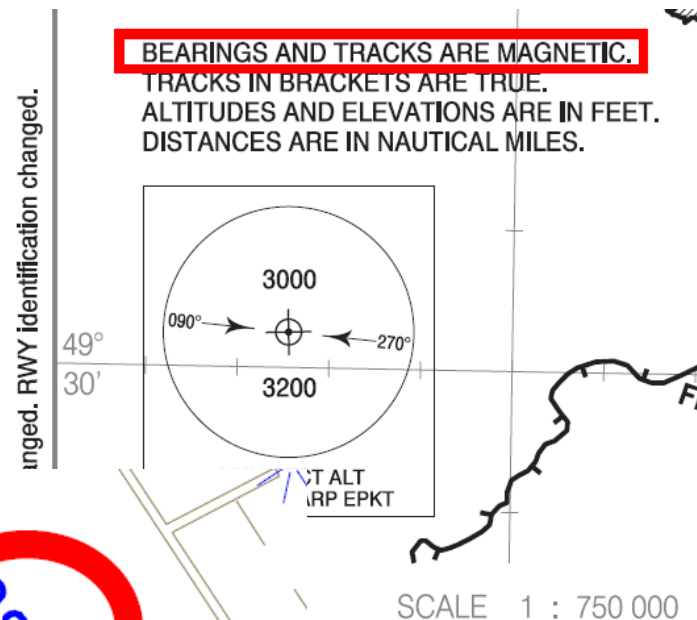 BEARINGS AND TRACKS ARE MAGNETIC.
TRACKS IN BRACKETS ARE TRUE.
ALTITUDES AND ELEVATIONS ARE IN FEET.
DISTANCES ARE IN NAUTICAL MILES.
RWY identification changed.
3000
090°
270°
49°
30'
3200
ALT
ARP EPKT
SCALE 1 : 750 000